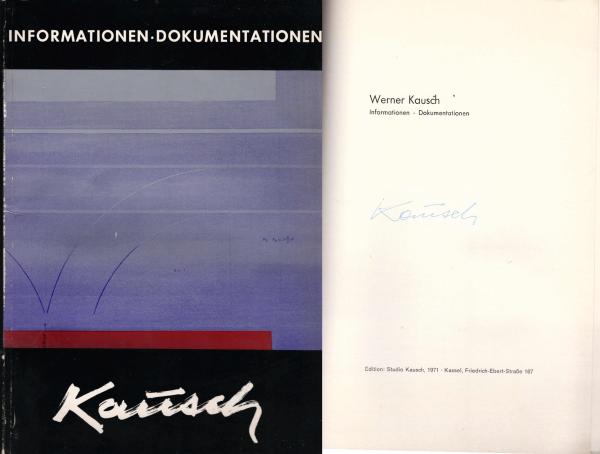 INFORMATIONEN·DOKUMENTATIONEN
Kausch
Werner Kausch
Informationen - Dokumentationen
Kausch
Edition: Studio Kausch, 1971 · Kassel, Friedrich-Ebert-Straße 167